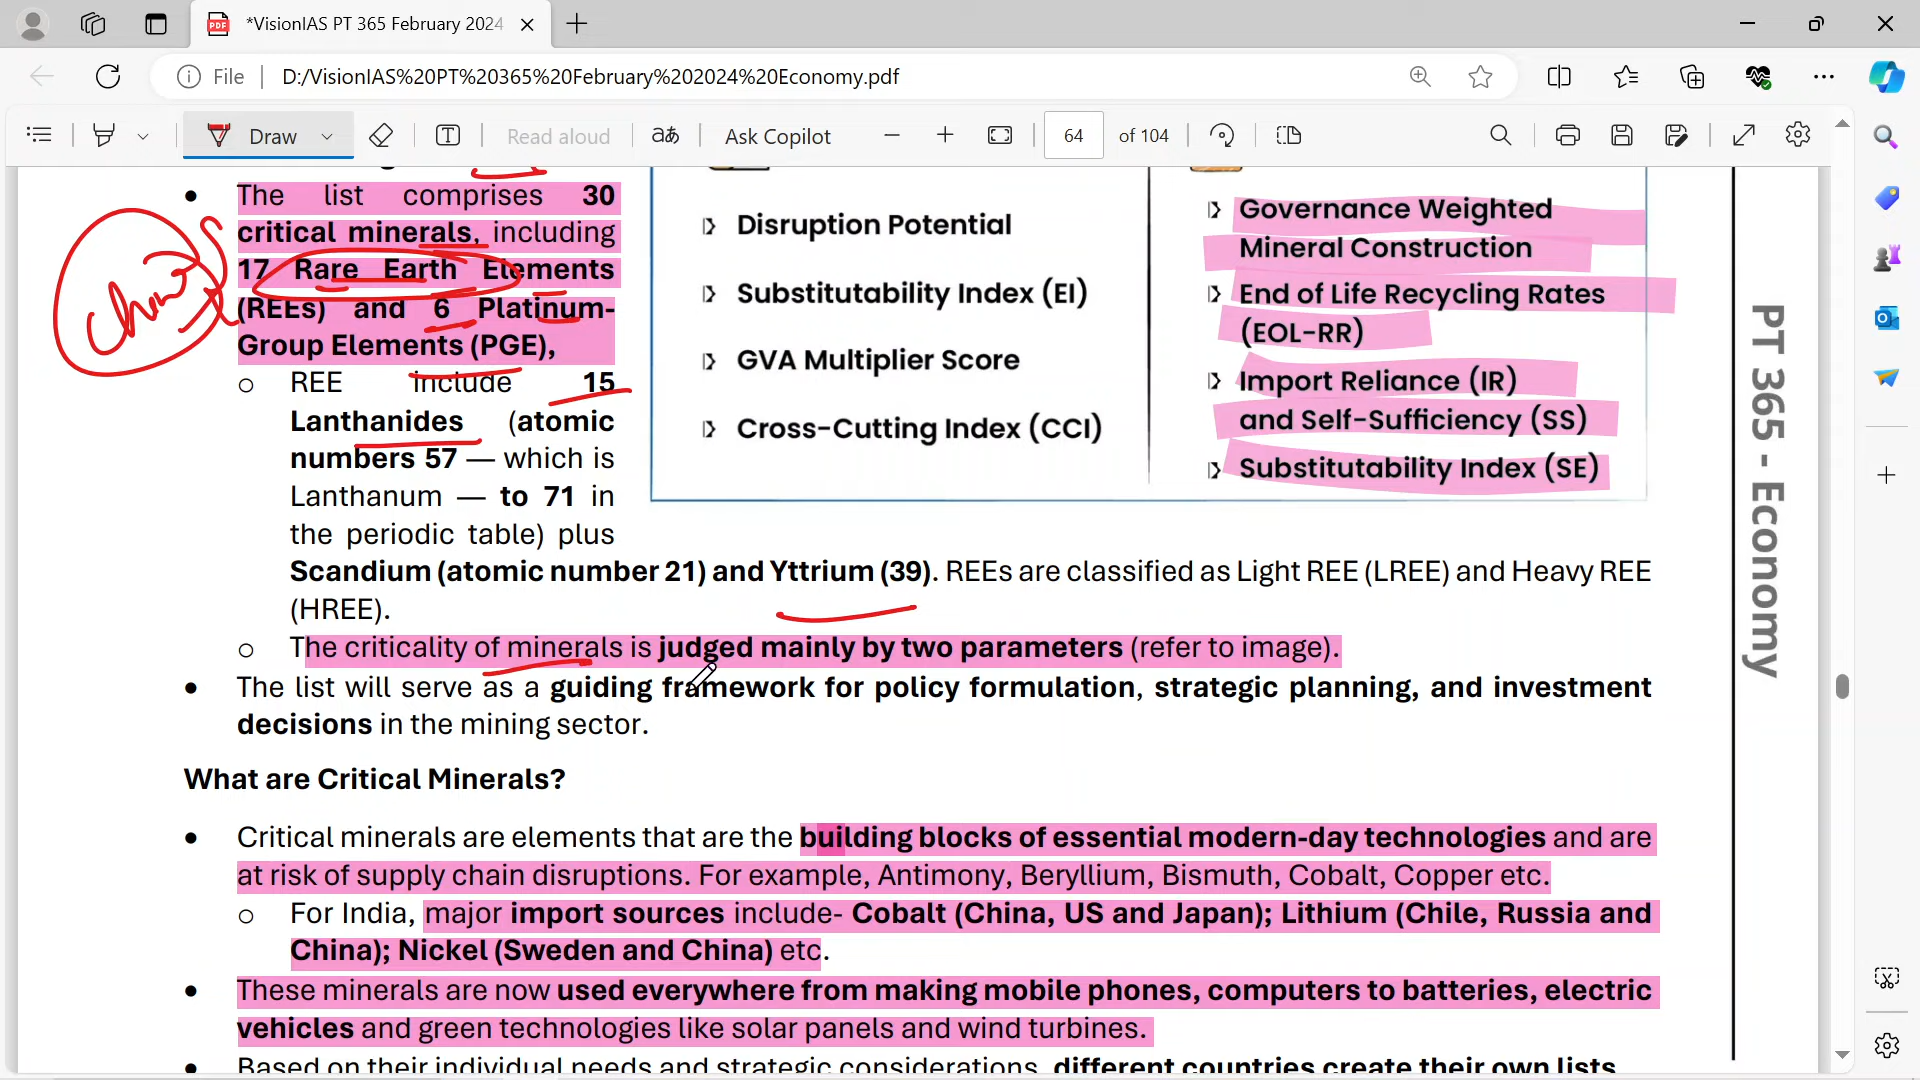 *VisionIAS PT 365 February 2024
File
D:/VisionIAS%20PT%20365%20February%202024%20Economy.pdf
Draw
Read aloud
Ask Copilot
64
of 104
The list comprises 30
critical minerals, including
17 Rare Earth Elements
(REEs) and 6 Platinum-
Group Elements (PGE),
REE include 15
Lanthanides (atomic
numbers 57 — which is
Lanthanum — to 71 in
the periodic table) plus
Scandium (atomic number 21) and Yttrium (39). REEs are classified as Light REE (LREE) and Heavy REE
(HREE).
The criticality of minerals is judged mainly by two parameters (refer to image).
The list will serve as a guiding framework for policy formulation, strategic planning, and investment
decisions in the mining sector.
Disruption Potential
Substitutability Index (EI)
GVA Multiplier Score
Cross-Cutting Index (CCI)
Governance Weighted
Mineral Construction
End of Life Recycling Rates
(EOL-RR)
Import Reliance (IR)
and Self-Sufficiency (SS)
Substitutability Index (SE)
What are Critical Minerals?
Critical minerals are elements that are the building blocks of essential modern-day technologies and are
at risk of supply chain disruptions. For example, Antimony, Beryllium, Bismuth, Cobalt, Copper etc.
For India, major import sources include- Cobalt (China, US and Japan); Lithium (Chile, Russia and
China); Nickel (Sweden and China) etc.
These minerals are now used everywhere from making mobile phones, computers to batteries, electric
vehicles and green technologies like solar panels and wind turbines.
Based on their individual needs and strategic considerations, different countries create their own lists
PT 365 - Economy